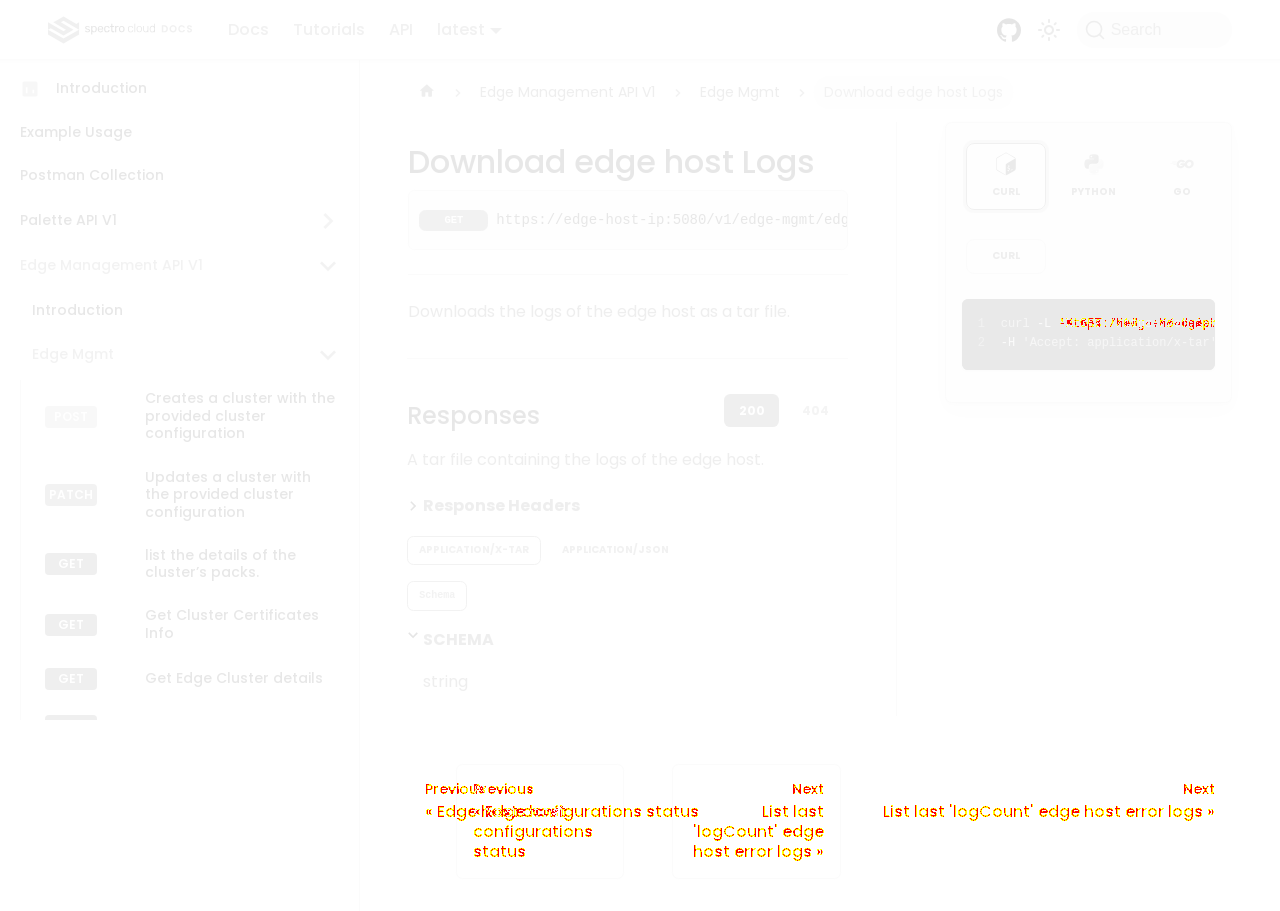 spectro cloud DOCS
Docs
Tutorials
API
latest
Search
Introduction
Example Usage
Postman Collection
Palette API V1
Edge Management API V1
Introduction
Edge Mgmt
POST
Creates a cluster with the
provided cluster
configuration
PATCH
Updates a cluster with
the provided cluster
configuration
GET
list the details of the
cluster's packs.
GET
Get Cluster Certificates
Info
GET
Get Edge Cluster details
Edge Management API V1
Edge Mgmt
Download edge host Logs
Download edge host Logs
GET
https://edge-host-ip:5080/v1/edge-mgmt/edg
Downloads the logs of the edge host as a tar file.
Responses
200
404
A tar file containing the logs of the edge host
Response Headers
APPLICATION/X-TAR
APPLICATION/JSON
Schema
SCHEMA
string
CURL
PYTHON
GO
CURL
1 curl -L
2 -H 'Accept: application/x-tar'
Previous
Previous
configurations
status
Next
List last
'logCount' edge
host error logs »
Next
List last 'logCount' edge host error logs »